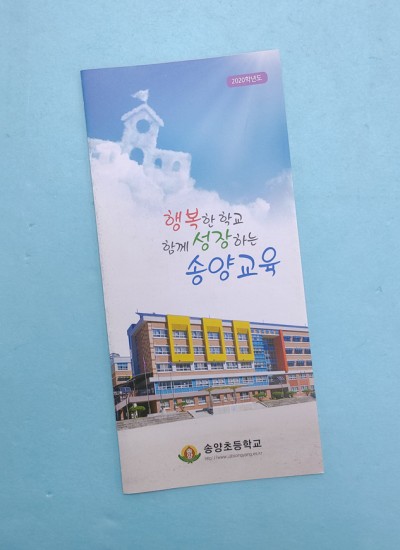 2020학년도
행복한 학교
함께 성장하는
송양교육
송양초등학교